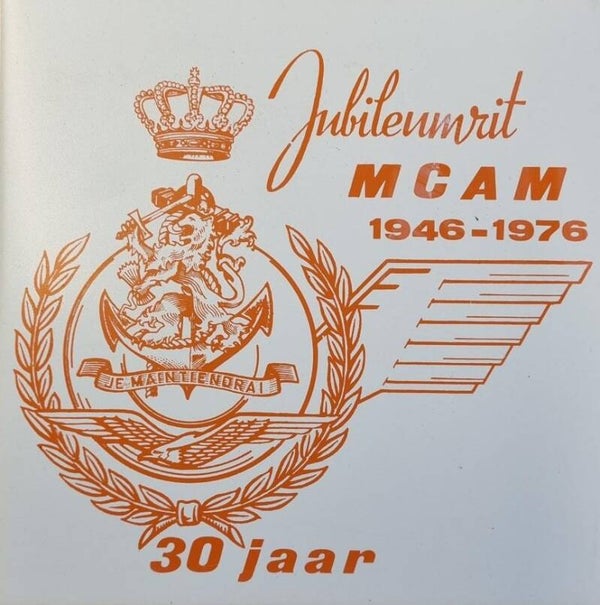 Jubileumrit
MCAM
1946-1976
JE MAINTIENDRAI
30 jaar